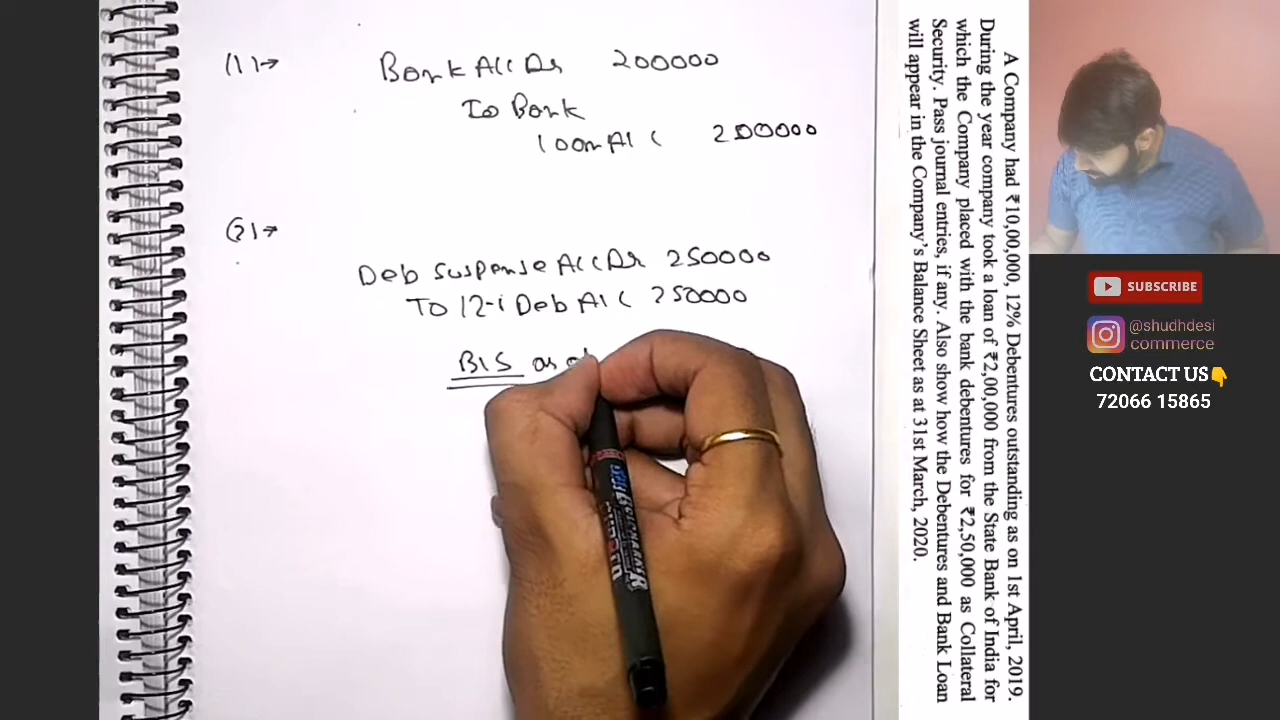 (1)→ Bank A/c Dr 200000
To Bank
loan A/c 200000
(2)→
Deb Suspense A/c Dr 250000
To 12% Deb A/c 250000
B/S as at
A Company had ₹10,00,000, 12% Debentures outstanding as on 1st April, 2019.
During the year company took a loan of ₹2,00,000 from the State Bank of India for
which the Company placed with the bank debentures for ₹2,50,000 as Collateral
Security. Pass journal entries, if any. Also show how the Debentures and Bank Loan
will appear in the Company's Balance Sheet as at 31st March, 2020.
SUBSCRIBE
@shudhdesi
commerce
CONTACT US👇
72066 15865